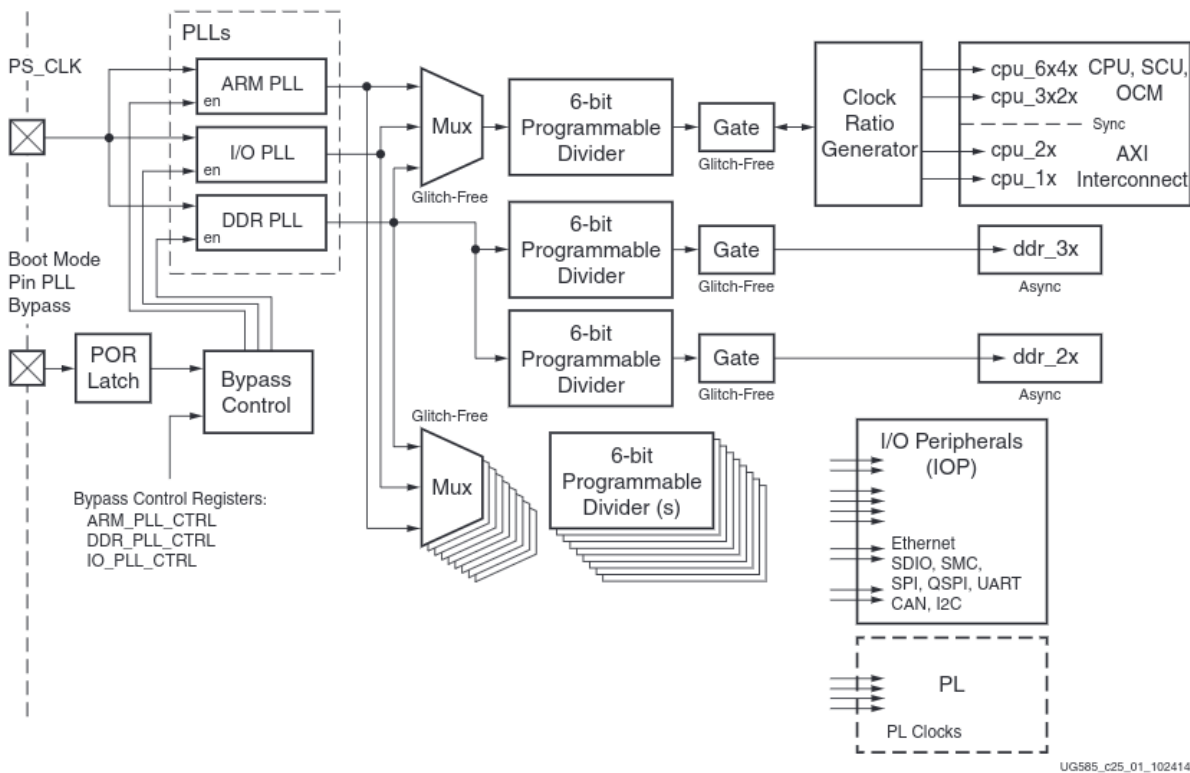 PLLs
PS_CLK
ARM PLL
en
I/O PLL
en
DDR PLL
en
Mux
Glitch-Free
6-bit
Programmable
Divider
Gate
Glitch-Free
Clock
Ratio
Generator
cpu_6x4x
cpu_3x2x
CPU, SCU,
OCM
Sync
cpu_2x
cpu_1x
AXI
Interconnect
6-bit
Programmable
Divider
Gate
Glitch-Free
ddr_3x
Async
Boot Mode
Pin PLL
Bypass
POR
Latch
Bypass
Control
6-bit
Programmable
Divider
Gate
Glitch-Free
ddr_2x
Async
Bypass Control Registers:
ARM_PLL_CTRL
DDR_PLL_CTRL
IO_PLL_CTRL
Glitch-Free
Mux
6-bit
Programmable
Divider (s)
I/O Peripherals
(IOP)
Ethernet
SDIO, SMC,
SPI, QSPI, UART
CAN, I2C
PL
PL Clocks
UG585_c25_01_102414